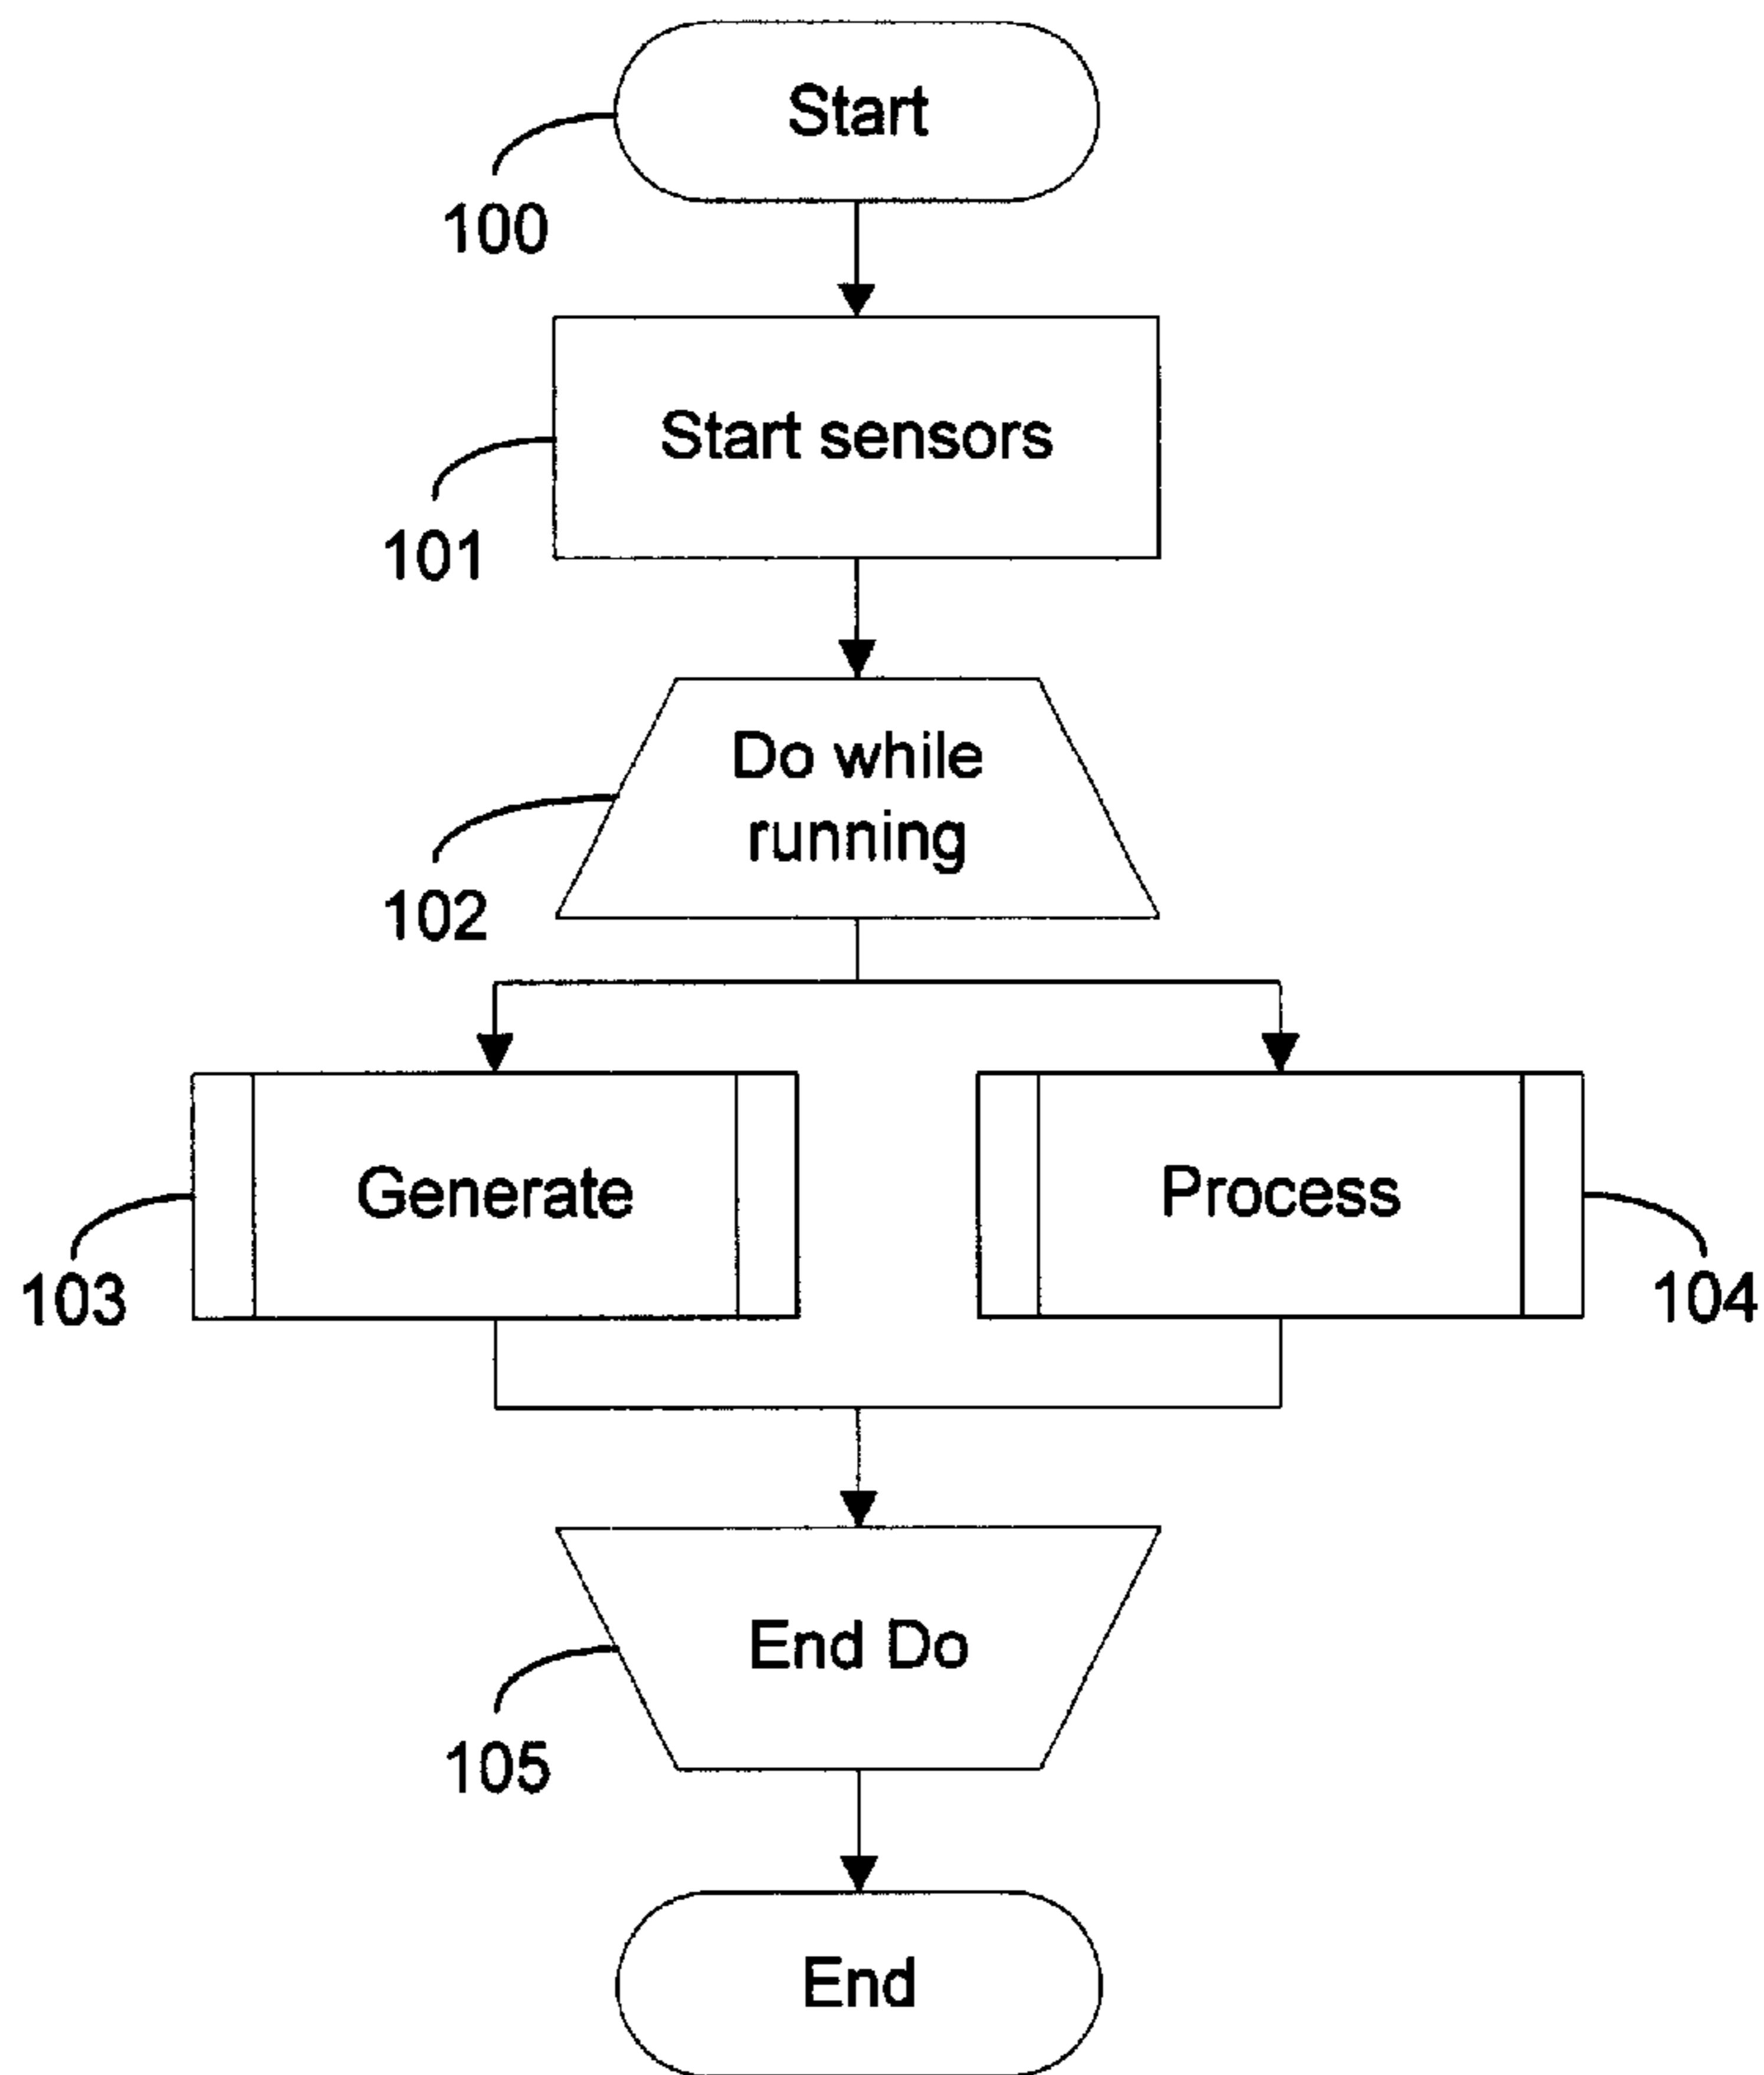 Start
100
Start sensors
101
Do while
running
102
Generate
Process
103
104
End Do
105
End